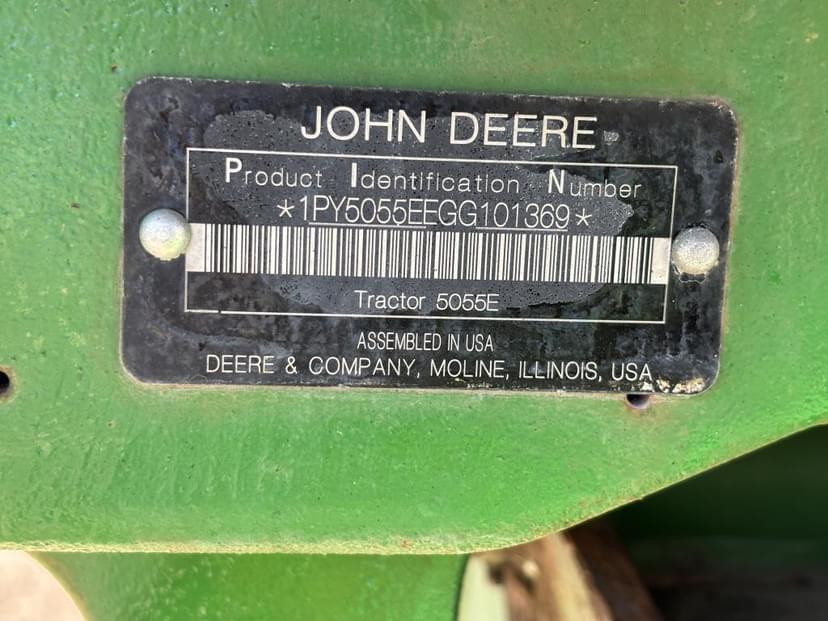 JOHN DEERE
Product Identification Number
*1PY5055EEGG101369*
Tractor 5055E
ASSEMBLED IN USA
DEERE & COMPANY, MOLINE, ILLINOIS, USA